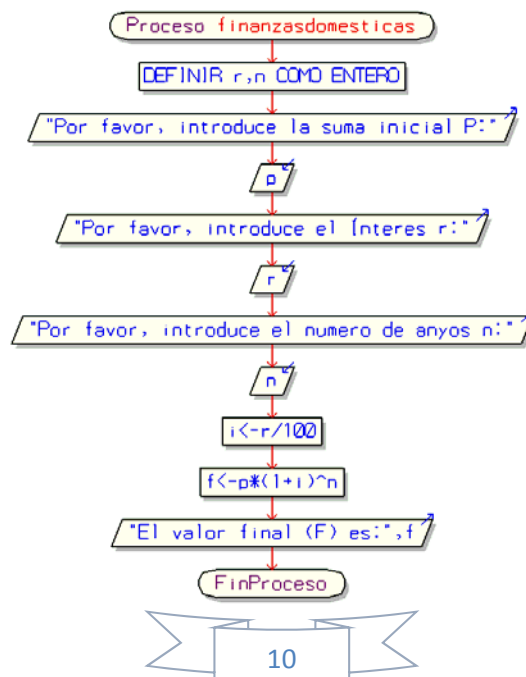 Proceso finanzasdomesticas
DEFINIR r,n COMO ENTERO
"Por favor, introduce la suma inicial P:"
p
"Por favor, introduce el Ínteres r:"
r
"Por favor, introduce el numero de anyos n:"
n
i<-r/100
f<-p*(1+i)^n
"El valor final (F) es:",f
FinProceso
10